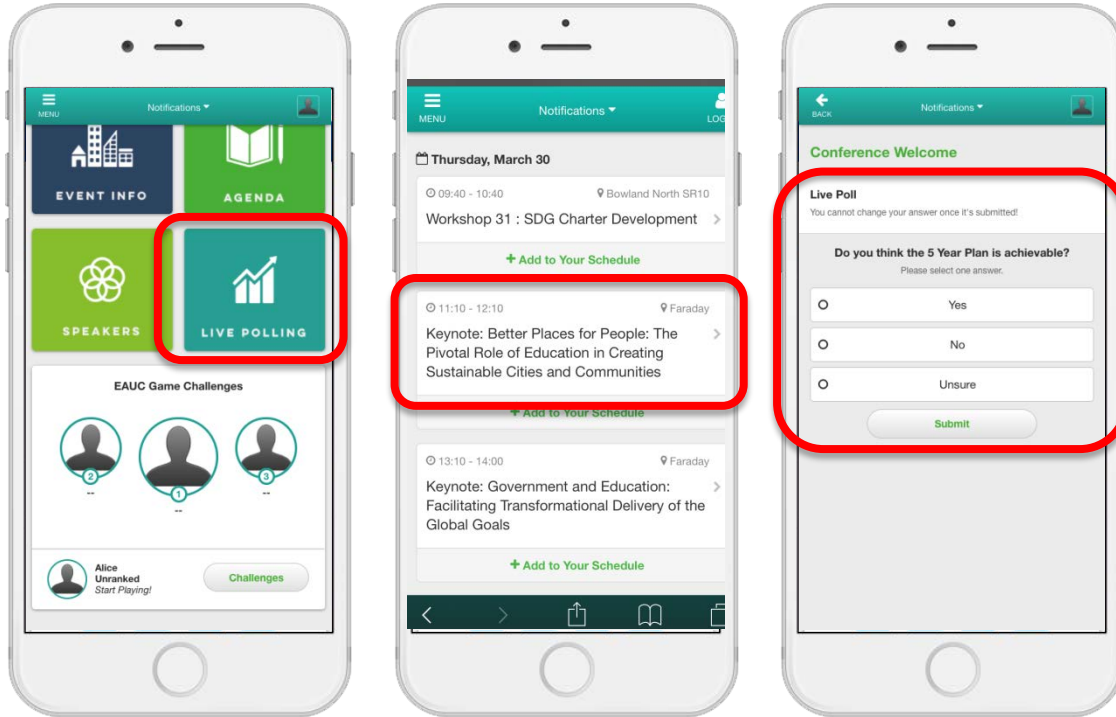 MENU
Notifications
EVENT INFO
AGENDA
SPEAKERS
LIVE POLLING
EAUC Game Challenges
2
1
3
--
--
--
Alice
Unranked
Start Playing!
Challenges
MENU
Notifications
LOG
Thursday, March 30
09:40 - 10:40
Bowland North SR10
Workshop 31 : SDG Charter Development
+ Add to Your Schedule
11:10 - 12:10
Faraday
Keynote: Better Places for People: The
Pivotal Role of Education in Creating
Sustainable Cities and Communities
+ Add to Your Schedule
13:10 - 14:00
Faraday
Keynote: Government and Education:
Facilitating Transformational Delivery of the
Global Goals
+ Add to Your Schedule
BACK
Notifications
Conference Welcome
Live Poll
You cannot change your answer once it's submitted!
Do you think the 5 Year Plan is achievable?
Please select one answer.
Yes
No
Unsure
Submit